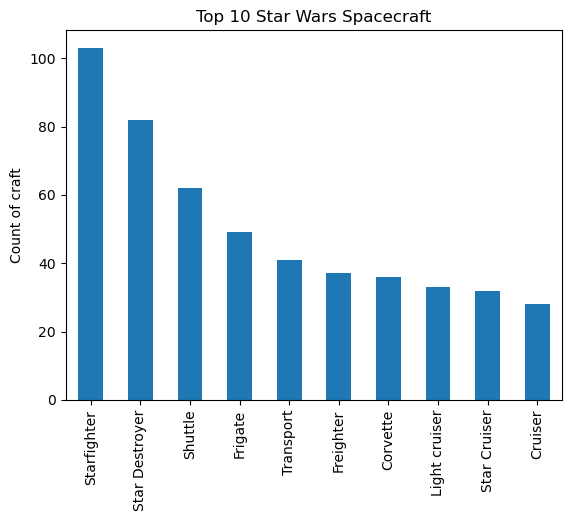 Top 10 Star Wars Spacecraft
Count of craft
100
80
60
40
20
0
Starfighter
Star Destroyer
Shuttle
Frigate
Transport
Freighter
Corvette
Light cruiser
Star Cruiser
Cruiser